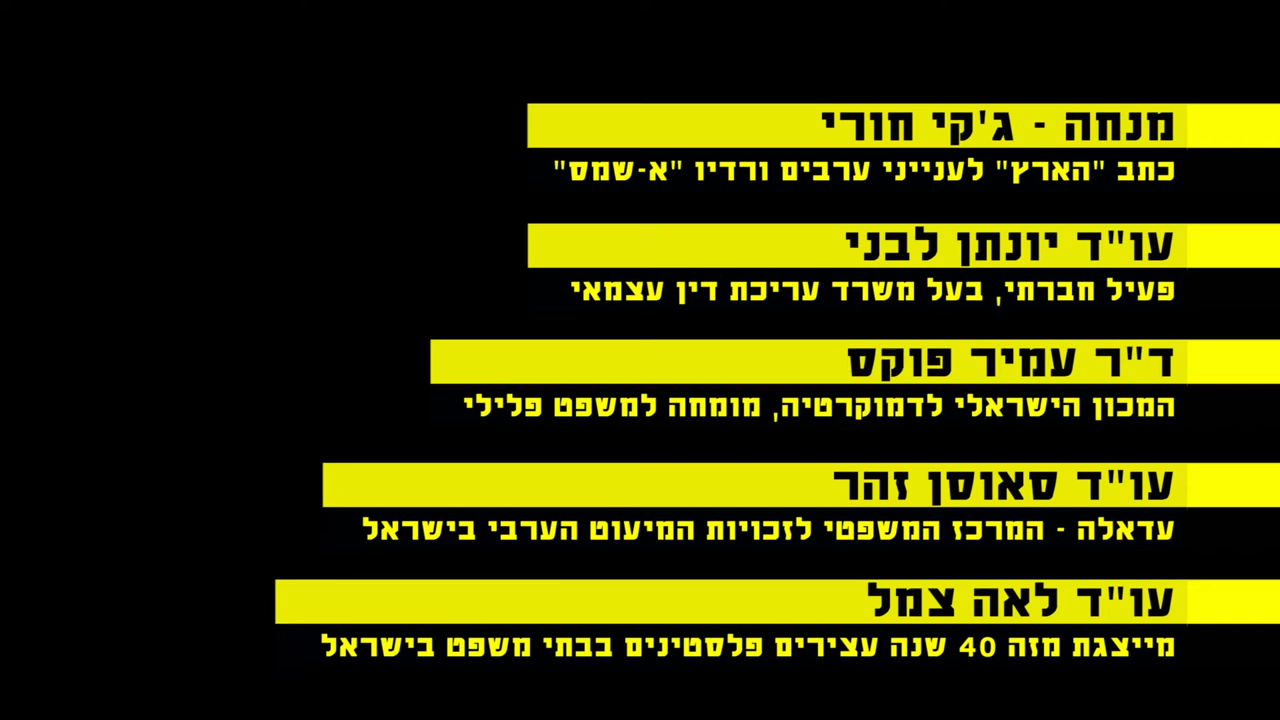 מנחה - ג'קי חורי
כתב "הארץ" לענייני ערבים ורדיו "א-שמס"
עו"ד יונתן לבני
פעיל חברתי, בעל משרד עריכת דין עצמאי
ד"ר עמיר פוקס
המכון הישראלי לדמוקרטיה, מומחה למשפט פלילי
עו"ד סאוסן זהר
עדאלה - המרכז המשפטי לזכויות המיעוט הערבי בישראל
עו"ד לאה צמל
מייצגת מזה 40 שנה עצירים פלסטינים בבתי משפט בישראל